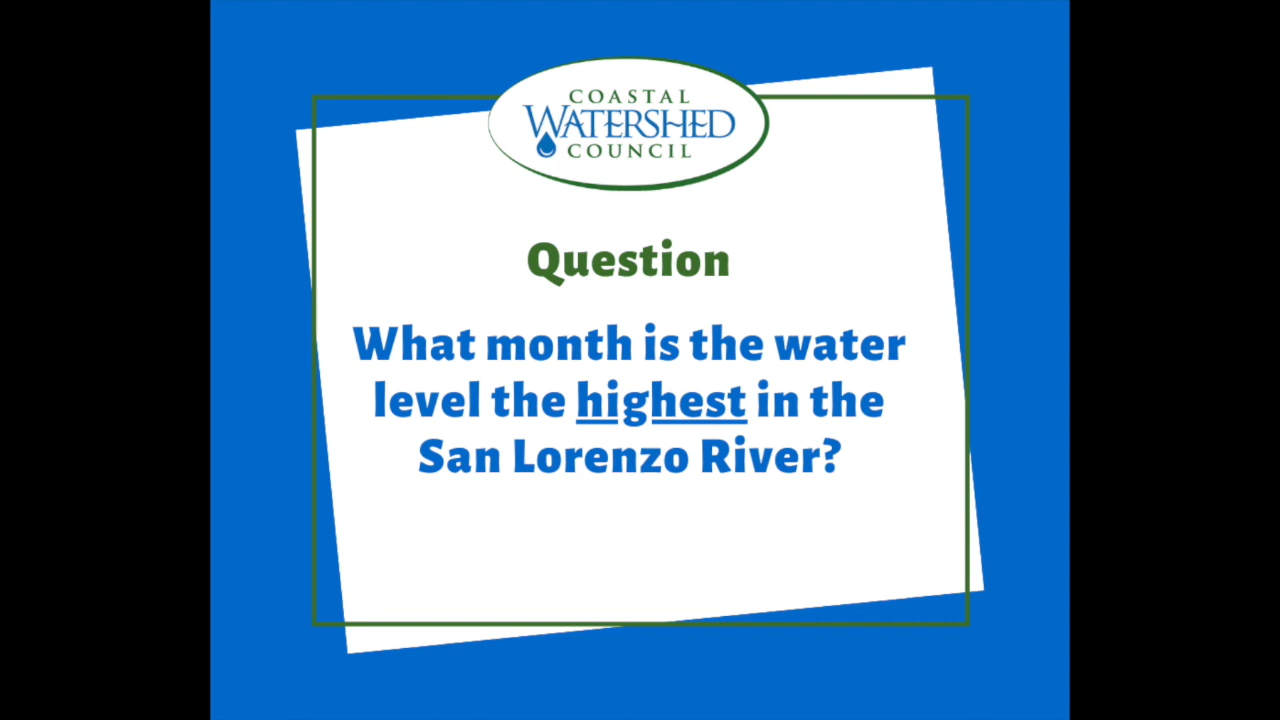 COASTAL
WATERSHED
COUNCIL
Question
What month is the water
level the highest in the
San Lorenzo River?